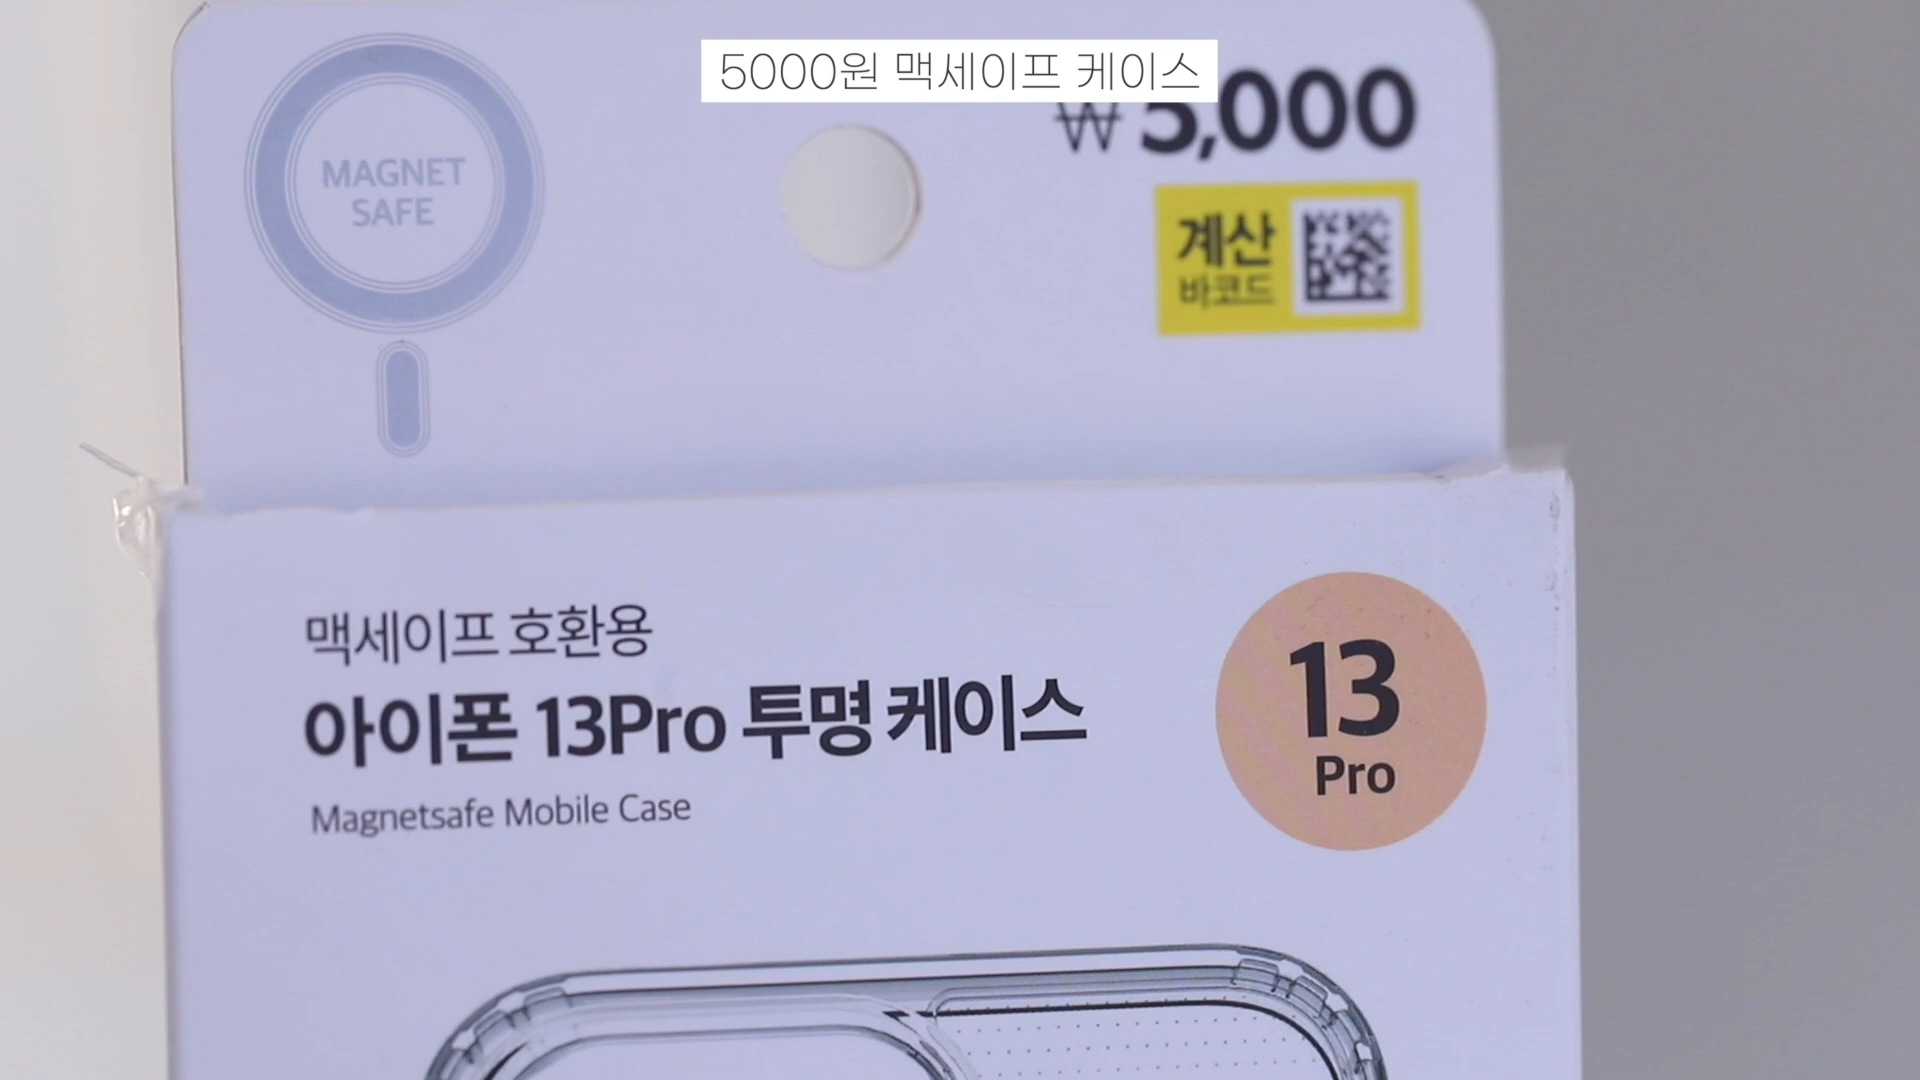 5000원 맥세이프 케이스
₩5,000
MAGNET
SAFE
계산
바코드
맥세이프 호환용
아이폰 13Pro 투명 케이스
Magnetsafe Mobile Case
13
Pro